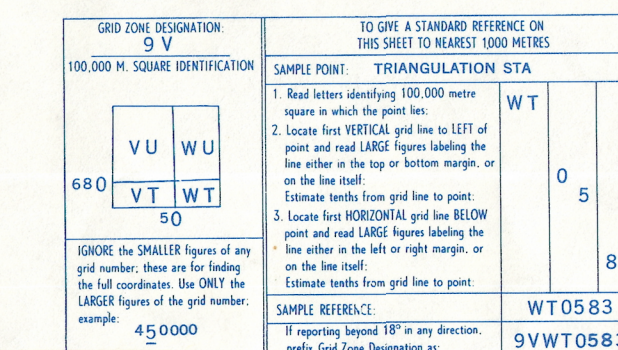 GRID ZONE DESIGNATION:
9 V
100,000 M. SQUARE IDENTIFICATION
VU WU
680
VT WT
50
IGNORE the SMALLER figures of any
grid number; these are for finding
the full coordinates. Use ONLY the
LARGER figures of the grid number;
example:
450000
TO GIVE A STANDARD REFERENCE ON
THIS SHEET TO NEAREST 1,000 METRES
SAMPLE POINT: TRIANGULATION STA
1. Read letters identifying 100,000 metre
square in which the point lies:
WT
2. Locate first VERTICAL grid line to LEFT of
point and read LARGE figures labeling the
line either in the top or bottom margin, or
on the line itself:
0
Estimate tenths from grid line to point:
5
3. Locate first HORIZONTAL grid line BELOW
point and read LARGE figures labeling the
line either in the left or right margin, or
on the line itself:
8
Estimate tenths from grid line to point:
SAMPLE REFERENCE: WT0583
If reporting beyond 18° in any direction,
prefix Grid Zone Designation as:
9VWT0583